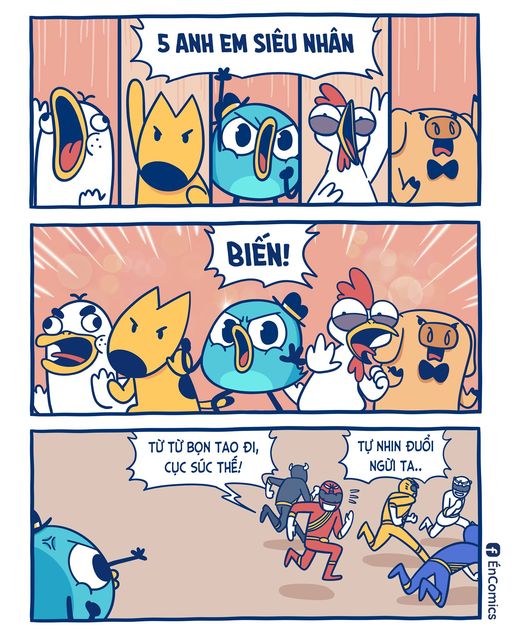 5 ANH EM SIÊU NHÂN
BIẾN!
TỪ TỪ BỌN TAO ĐI,
CỤC SÚC THẾ!
TỰ NHIN ĐUỔI
NGỪI TA..
ÉnComics